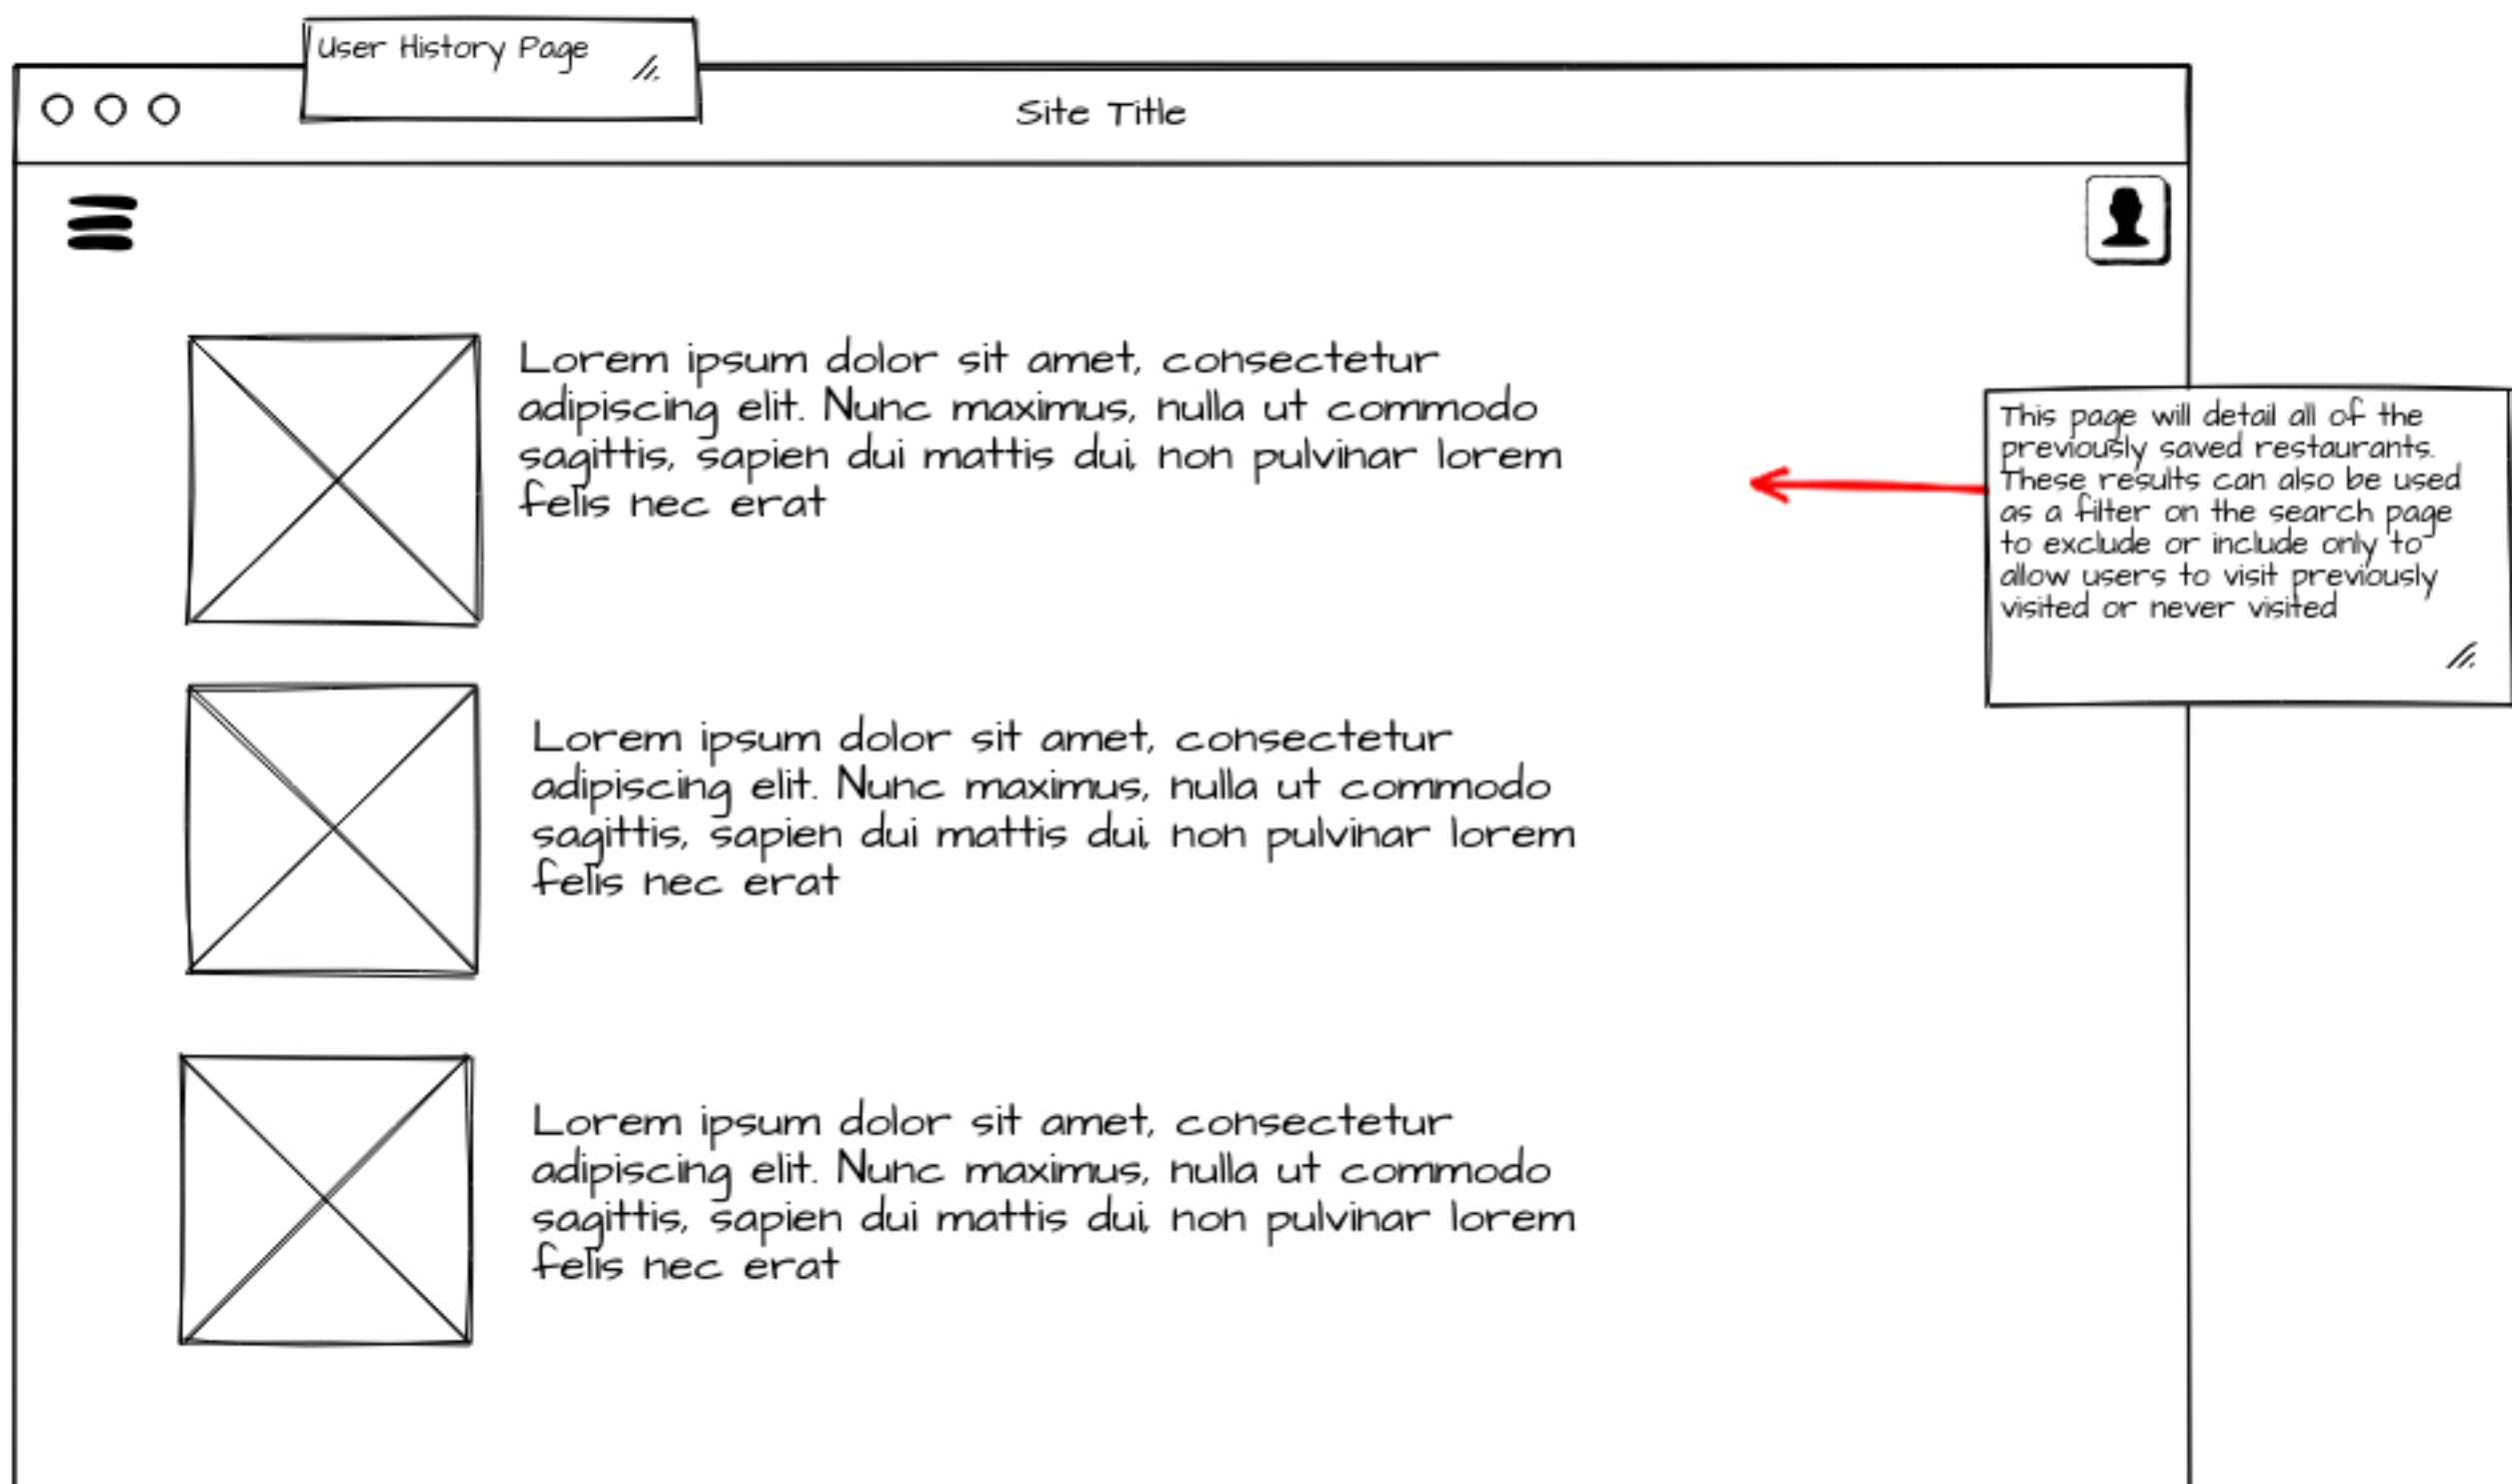 User History Page
Site Title
Lorem ipsum dolor sit amet, consectetur
adipiscing elit. Nunc maximus, nulla ut commodo
sagittis, sapien dui mattis dui, non pulvinar lorem
felis nec erat
This page will detail all of the
previously saved restaurants.
These results can also be used
as a filter on the search page
to exclude or include only to
allow users to visit previously
visited or never visited
Lorem ipsum dolor sit amet, consectetur
adipiscing elit. Nunc maximus, nulla ut commodo
sagittis, sapien dui mattis dui, non pulvinar lorem
felis nec erat
Lorem ipsum dolor sit amet, consectetur
adipiscing elit. Nunc maximus, nulla ut commodo
sagittis, sapien dui mattis dui, non pulvinar lorem
felis nec erat